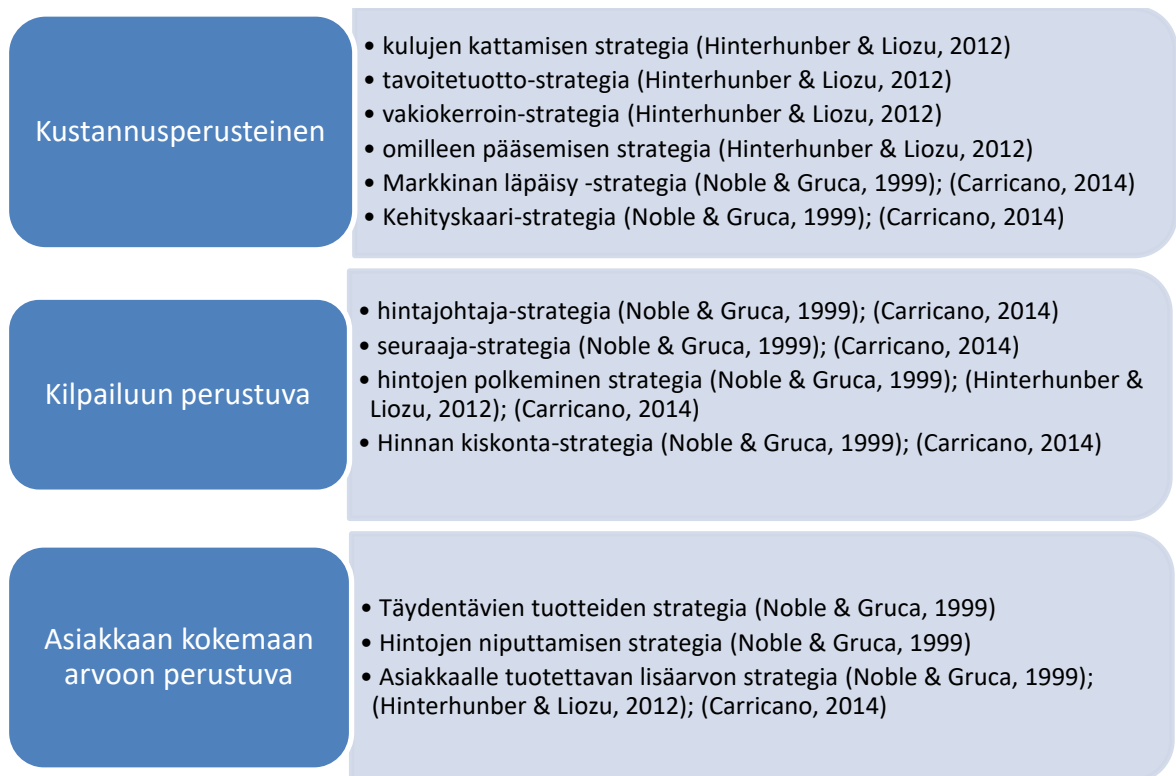 Kustannusperusteinen
• kulujen kattamisen strategia (Hinterhunber & Liozu, 2012)
• tavoitetuotto-strategia (Hinterhunber & Liozu, 2012)
• vakiokerroin-strategia (Hinterhunber & Liozu, 2012)
• omilleen pääsemisen strategia (Hinterhunber & Liozu, 2012)
• Markkinan läpäisy -strategia (Noble & Gruca, 1999); (Carricano, 2014)
• Kehityskaari-strategia (Noble & Gruca, 1999); (Carricano, 2014)
Kilpailuun perustuva
• hintajohtaja-strategia (Noble & Gruca, 1999); (Carricano, 2014)
• seuraaja-strategia (Noble & Gruca, 1999); (Carricano, 2014)
• hintojen polkeminen strategia (Noble & Gruca, 1999); (Hinterhunber &
Liozu, 2012); (Carricano, 2014)
• Hinnan kiskonta-strategia (Noble & Gruca, 1999); (Carricano, 2014)
Asiakkaan kokemaan
arvoon perustuva
• Täydentävien tuotteiden strategia (Noble & Gruca, 1999)
• Hintojen niputtamisen strategia (Noble & Gruca, 1999)
• Asiakkaalle tuotettavan lisäarvon strategia (Noble & Gruca, 1999);
(Hinterhunber & Liozu, 2012); (Carricano, 2014)